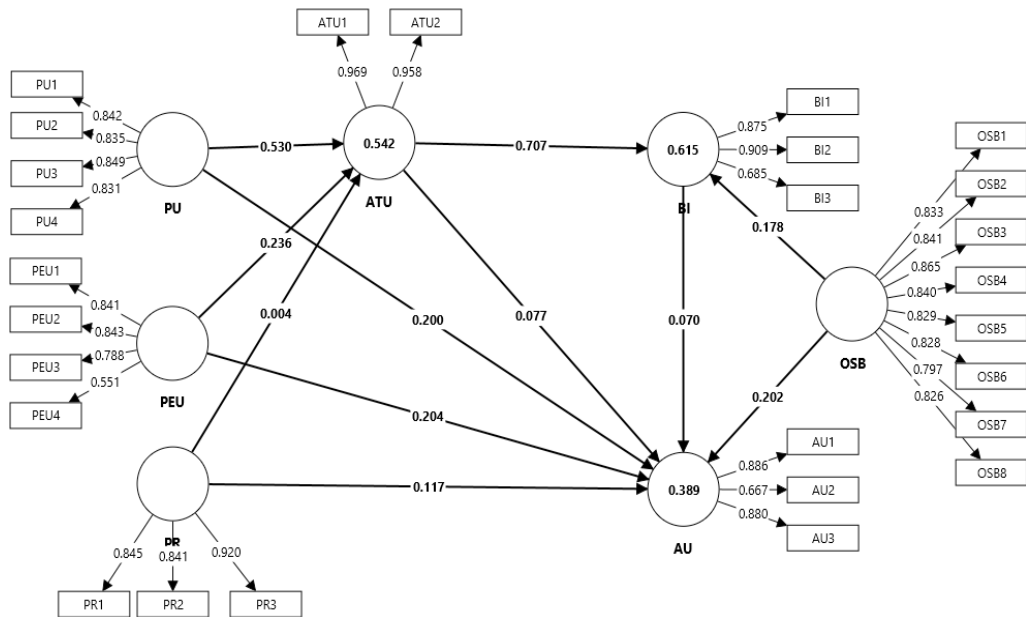 ATU1
ATU2
0.969
0.958
PU1
PU2
PU3
PU4
0.842
0.835
0.849
0.831
PU
0.530
0.542
ATU
0.707
0.615
BI
0.875
0.909
0.685
BI1
BI2
BI3
OSB1
OSB2
OSB3
OSB4
OSB5
OSB6
OSB7
OSB8
0.833
0.841
0.865
0.840
0.829
0.828
0.797
0.826
OSB
0.178
0.202
PEU1
PEU2
PEU3
PEU4
0.841
0.843
0.788
0.551
PEU
0.236
0.004
0.200
0.077
0.070
0.204
0.117
0.389
AU
0.886
0.667
0.880
AU1
AU2
AU3
PR
0.845
0.841
0.920
PR1
PR2
PR3